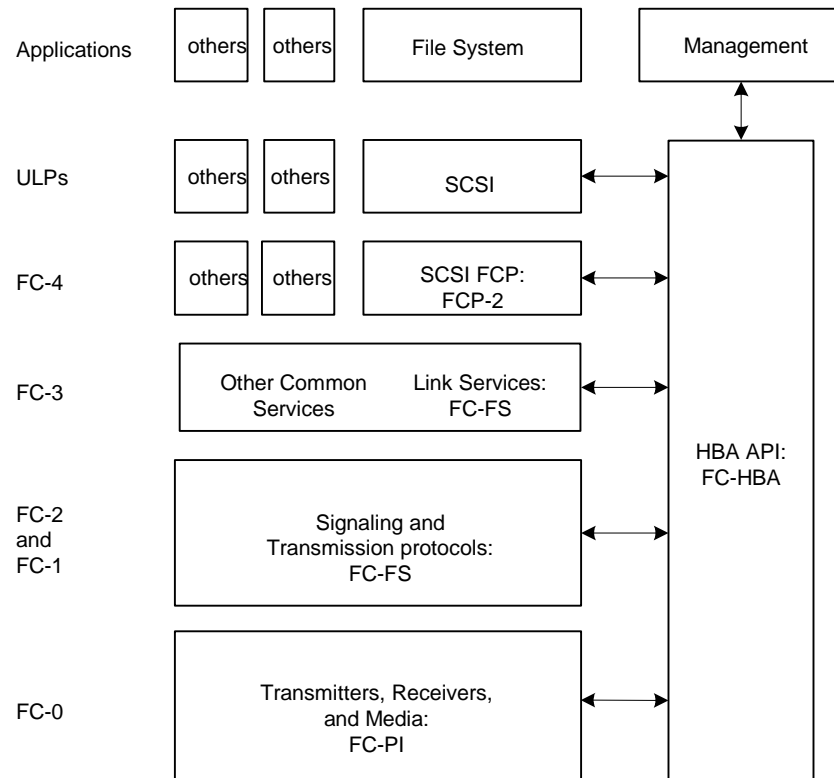 Applications
others
others
File System
Management
ULPs
others
others
SCSI
FC-4
others
others
SCSI FCP:
FCP-2
FC-3
Other Common
Services
Link Services:
FC-FS
HBA API:
FC-HBA
FC-2
and
FC-1
Signaling and
Transmission protocols:
FC-FS
FC-0
Transmitters, Receivers,
and Media:
FC-PI